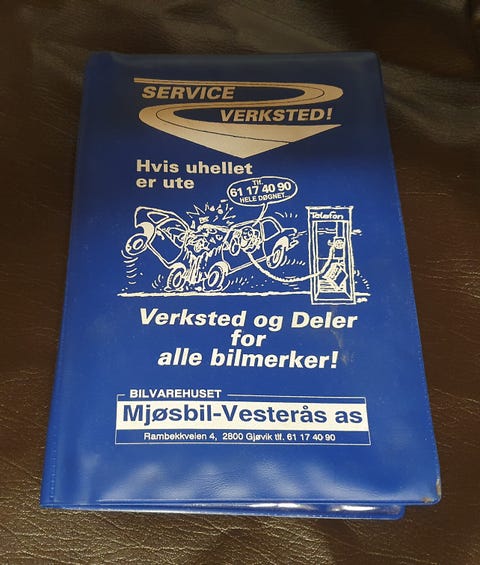 SERVICE
VERKSTED!
Hvis uhellet
er ute
Tlf.
61 17 40 90
HELE DØGNET
Telefon
Verksted og Deler
for
alle bilmerker!
BILVAREHUSET
Mjøsbil-Vesterås as
Rambekkveien 4, 2800 Gjøvik tlf. 61 17 40 90